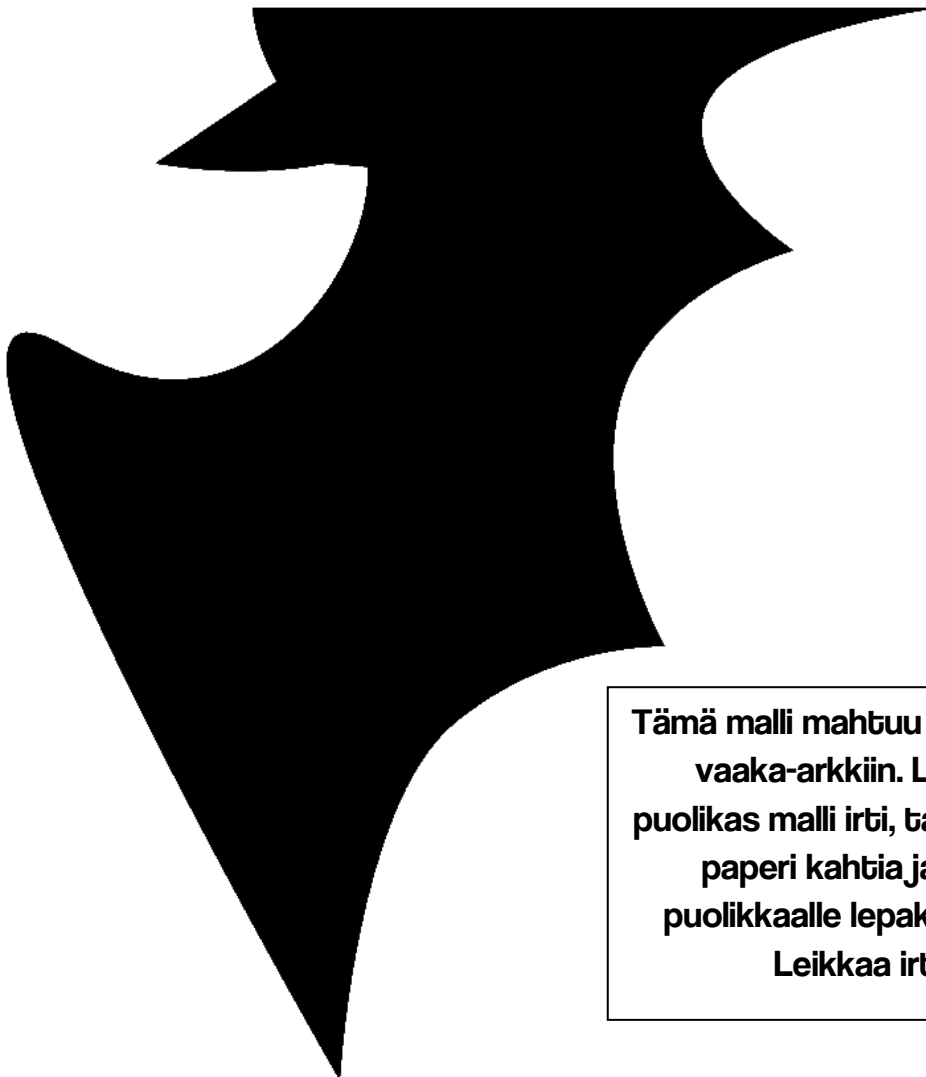 Tämä malli mahtuu
vaaka-arkkiin. L
puolikas malli irti, ta
paperi kahtia ja
puolikkaalle lepak
Leikkaa irt